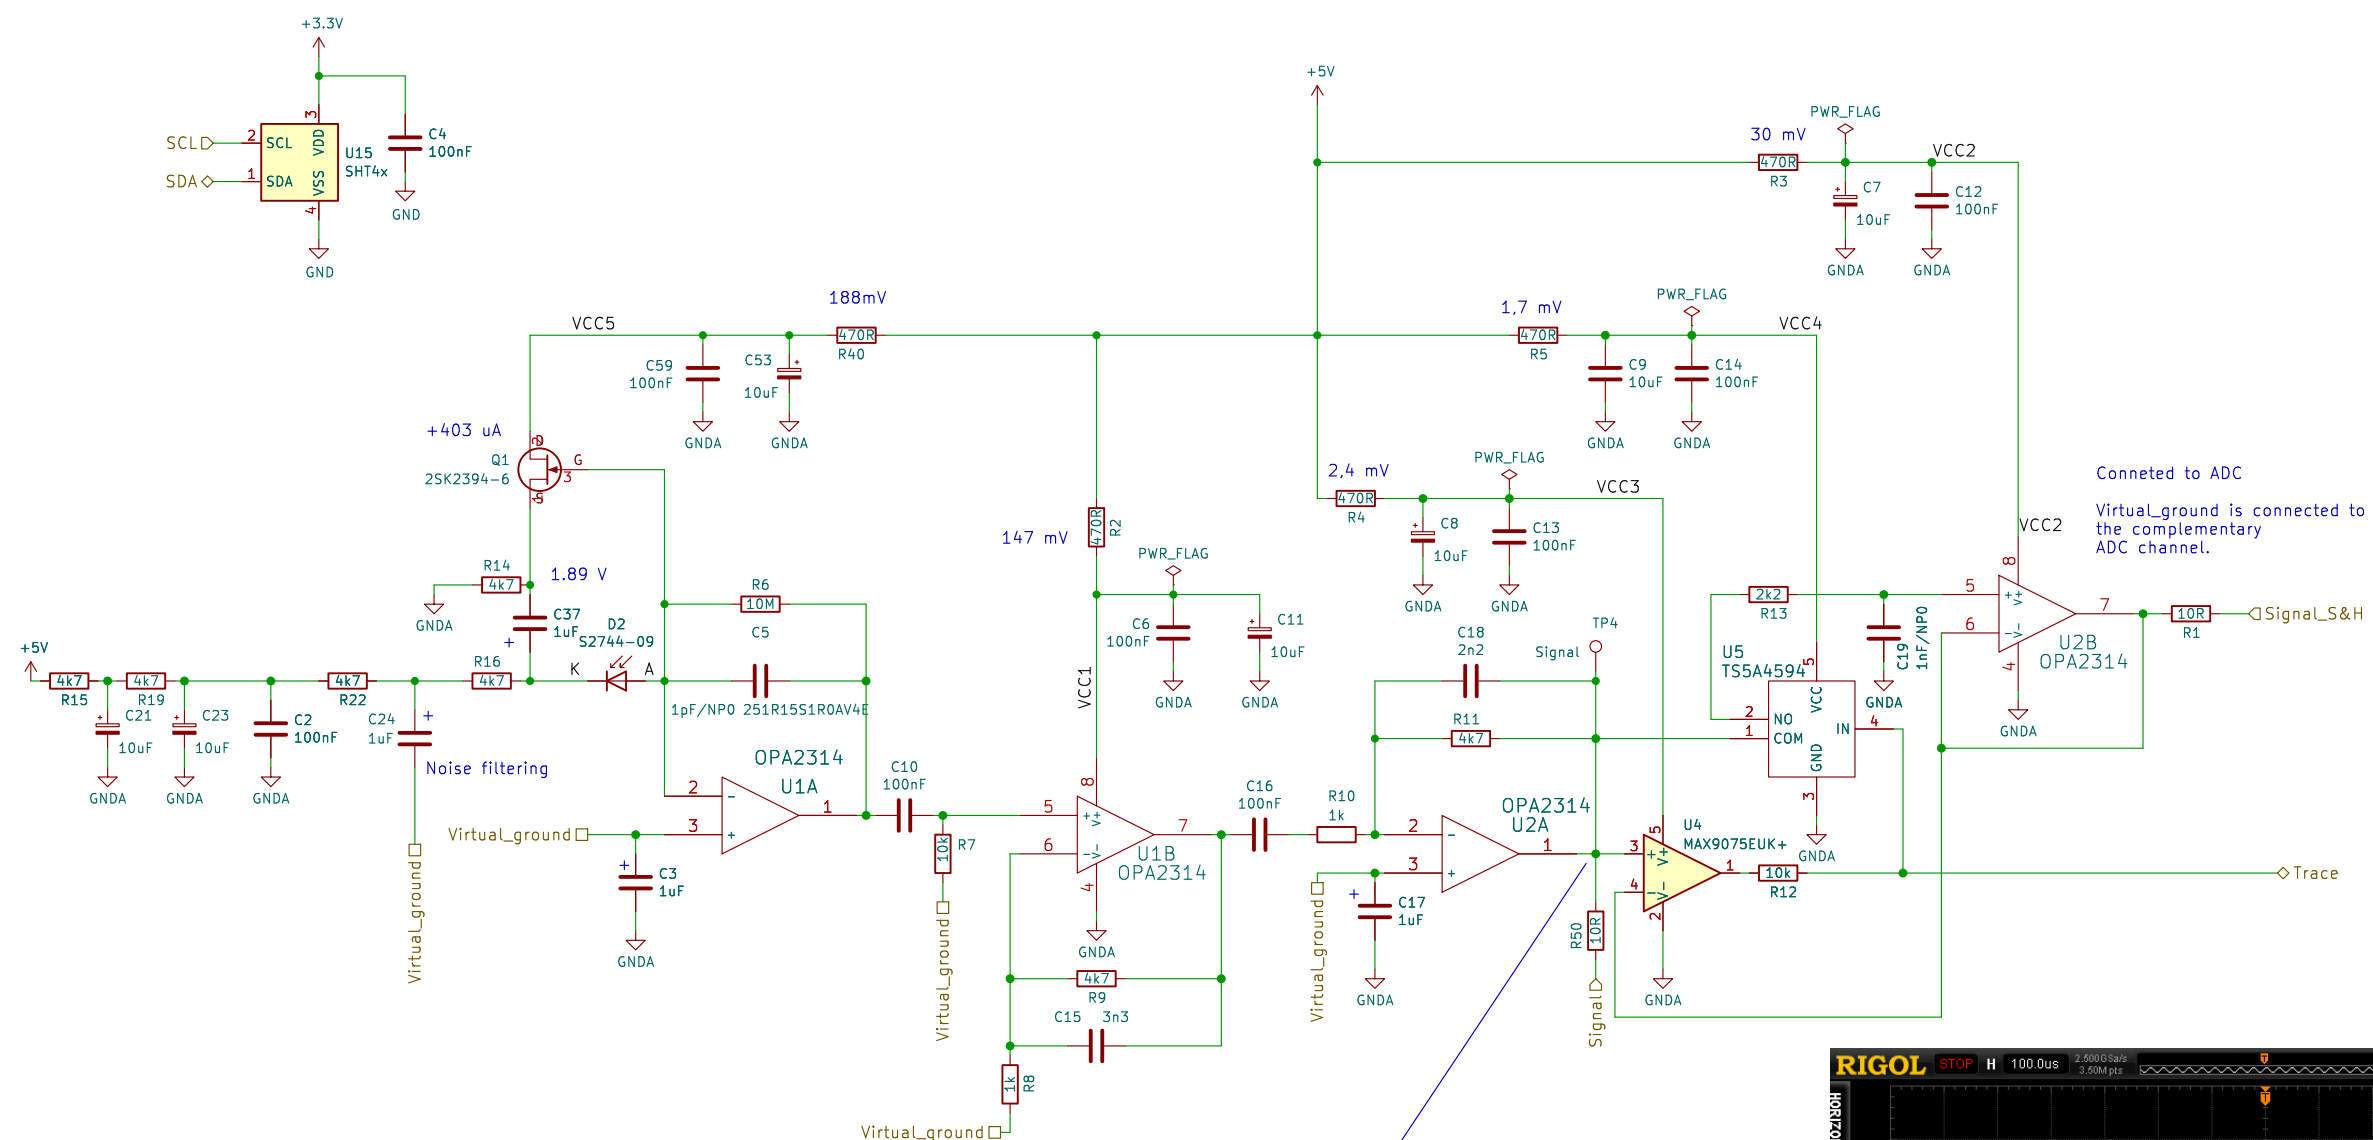 +3.3V
3
2
SCL
SCL
VDD
C4
100nF
U15
SHT4x
1
SDA
SDA
VSS
4
GND
GND
+5V
PWR_FLAG
30 mV
VCC2
470R
R3
C7
10uF
C12
100nF
GNDA
GNDA
188mV
VCC5
470R
R40
C59
100nF
C53
10uF
GNDA
GNDA
PWR_FLAG
1,7 mV
VCC4
470R
R5
C9
10uF
C14
100nF
GNDA
GNDA
+403 uA
Q1
2SK2394-6
D
2
G
3
S
1
PWR_FLAG
2,4 mV
VCC3
470R
R4
C8
10uF
C13
100nF
GNDA
GNDA
Conneted to ADC
Virtual_ground is connected to
the complementary
ADC channel.
147 mV
470R
R2
PWR_FLAG
C6
100nF
C11
10uF
GNDA
GNDA
VCC1
R14
4k7
1.89 V
GNDA
C37
1uF
+
D2
S2744-09
K
A
R6
10M
C5
1pF/NP0 251R15S1R0AV4E
+5V
4k7
R15
4k7
R19
4k7
R22
R16
4k7
C21
10uF
C23
10uF
C2
100nF
C24
1uF
+
GNDA
GNDA
GNDA
Noise filtering
Virtual_ground
OPA2314
U1A
2
-
3
+
1
Virtual_ground
+
C3
1uF
GNDA
C10
100nF
10k
R7
Virtual_ground
8
5
+
V+
6
-
V-
4
7
U1B
OPA2314
GNDA
4k7
R9
C15
3n3
1k
R8
Virtual_ground
C16
100nF
R10
1k
C18
2n2
R11
4k7
TP4
Signal
OPA2314
U2A
2
-
3
+
1
+
C17
1uF
GNDA
Virtual_ground
R50
10R
Signal
U4
MAX9075EUK+
5
3
+
V+
4
-
V-
2
1
GNDA
10k
R12
Trace
U5
TS5A4594
5
VCC
2
NO
1
COM
IN
4
GND
3
GNDA
2k2
R13
C19
1nF/NP0
GNDA
VCC2
8
5
+
V+
6
-
V-
4
7
U2B
OPA2314
GNDA
10R
R1
Signal_S&H
RIGOL
STOP
H
100.0us
2.500GSa/s
3.50M pts
T
T